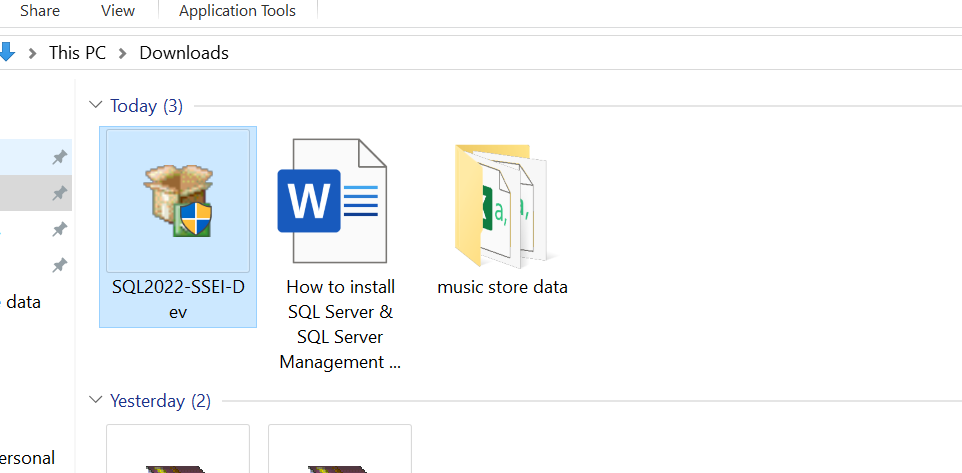 Share View Application Tools
This PC Downloads
Today (3)
SQL2022-SSEI-D
ev
How to install
SQL Server &
SQL Server
Management ...
music store data
data
Yesterday (2)
ersonal